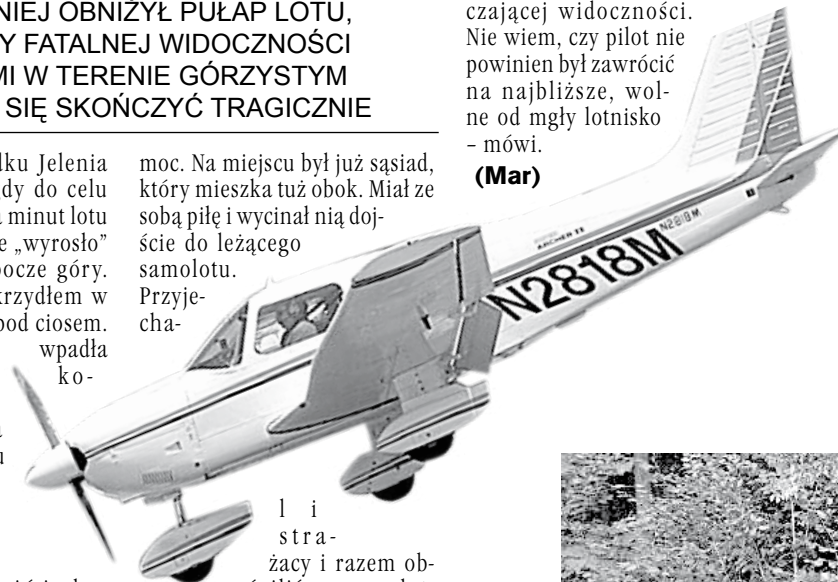 NIEJ OBNIŻYŁ PUŁAP LOTU,
Y FATALNEJ WIDOCZNOŚCI
MI W TERENIE GÓRZYSTYM
SIĘ SKOŃCZYĆ TRAGICZNIE
dku Jelenia
dy do celu
a minut lotu
e „wyrosło”
bocze góry.
krzydłem w
pod ciosem.
wpadła
ko-
u
moc. Na miejscu był już sąsiad,
który mieszka tuż obok. Miał ze
sobą piłę i wycinał nią doj-
ście do leżącego
samolotu.
Przyje-
cha-
l i
stra-
żacy i razem ob-
czającej widoczności.
Nie wiem, czy pilot nie
powinien był zawrócić
na najbliższe, wol-
ne od mgły lotnisko
– mówi.
(Mar)
ARCHER II
N2818M
N2818M